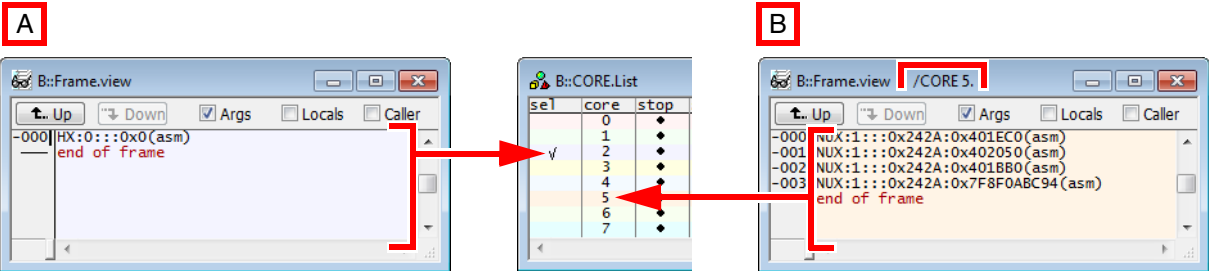 A
B
B::Frame.view
Up Down Args Locals Caller
-000 HX:0:::0x0(asm)
end of frame
B::CORE.List
sel core stop
0
1
2
3
4
5
6
7
B::Frame.view /CORE 5.
Up Down Args Locals Caller
-000 NUX:1:::0x242A:0x401EC0(asm)
-001 NUX:1:::0x242A:0x402050(asm)
-002 NUX:1:::0x242A:0x401BB0(asm)
-003 NUX:1:::0x242A:0x7F8F0ABC94(asm)
end of frame